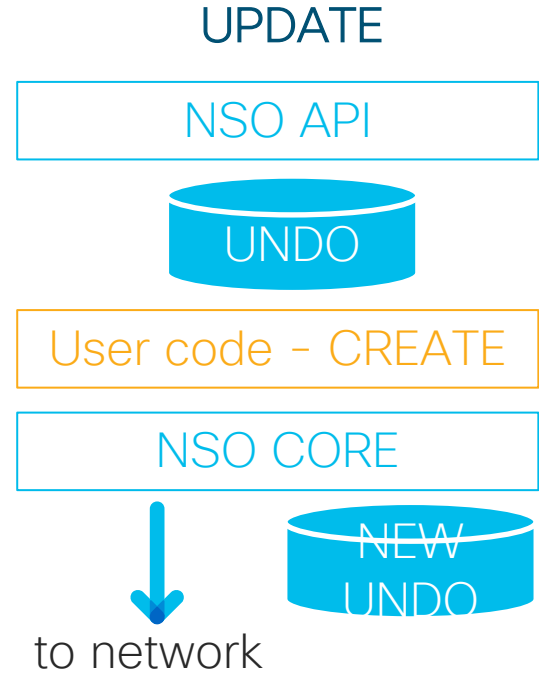 UPDATE
NSO API
UNDO
User code - CREATE
NSO CORE
NEW
UNDO
to network